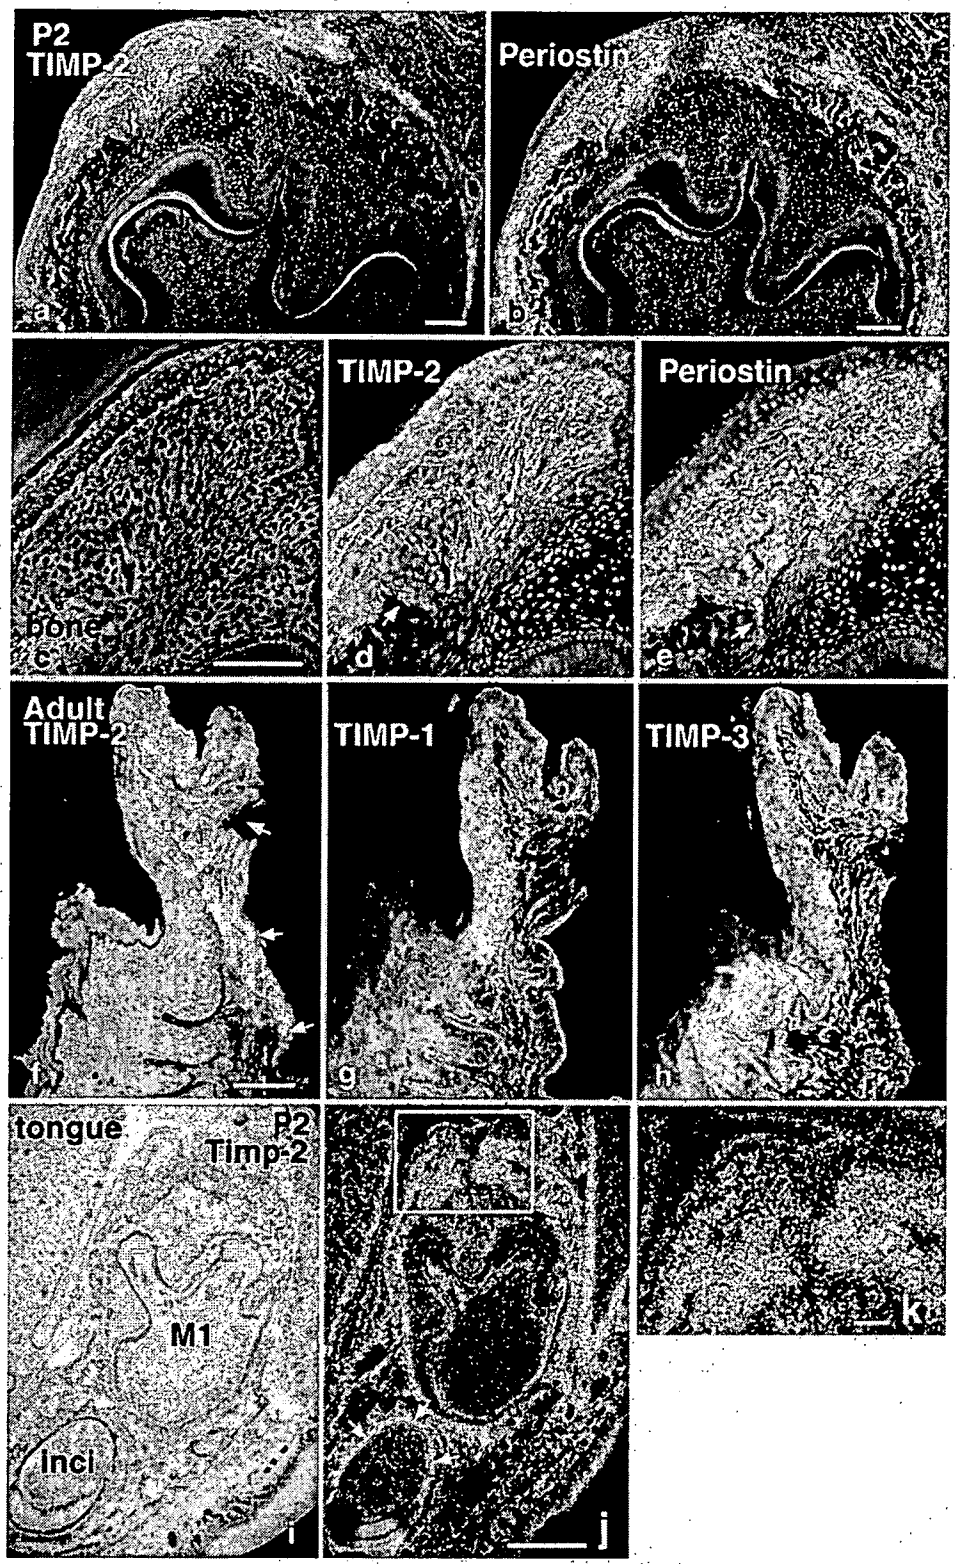 P2
TIMP-2
Periostin
a
b
TIMP-2
Periostin
bone
c
d
e
Adult
TIMP-2
TIMP-1
TIMP-3
f
g
h
tongue
P2
Timp-2
M1
k
Inci
i
j